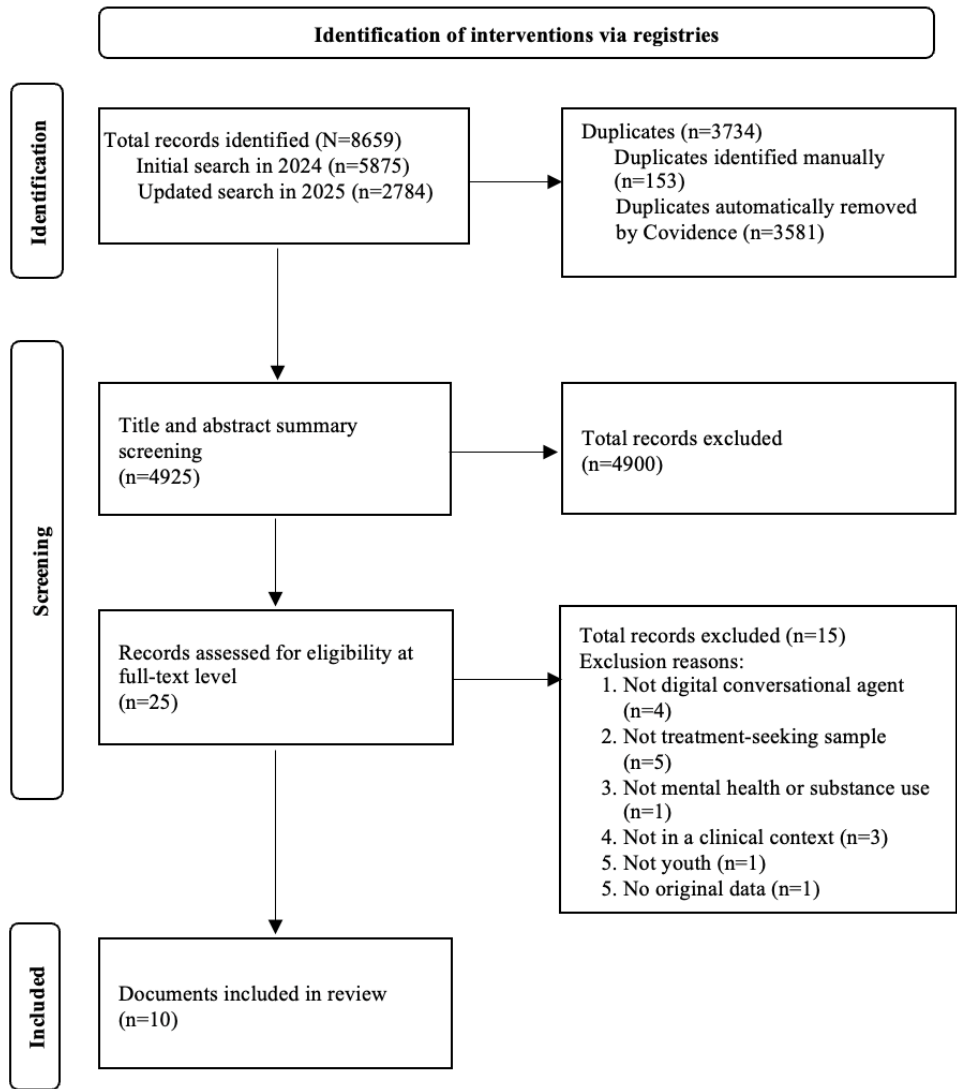 Identification of interventions via registries
Identification
Total records identified (N=8659)
Initial search in 2024 (n=5875)
Updated search in 2025 (n=2784)
Duplicates (n=3734)
Duplicates identified manually
(n=153)
Duplicates automatically removed
by Covidence (n=3581)
Screening
Title and abstract summary
screening
(n=4925)
Total records excluded
(n=4900)
Records assessed for eligibility at
full-text level
(n=25)
Total records excluded (n=15)
Exclusion reasons:
1. Not digital conversational agent
(n=4)
2. Not treatment-seeking sample
(n=5)
3. Not mental health or substance use
(n=1)
4. Not in a clinical context (n=3)
5. Not youth (n=1)
5. No original data (n=1)
Included
Documents included in review
(n=10)